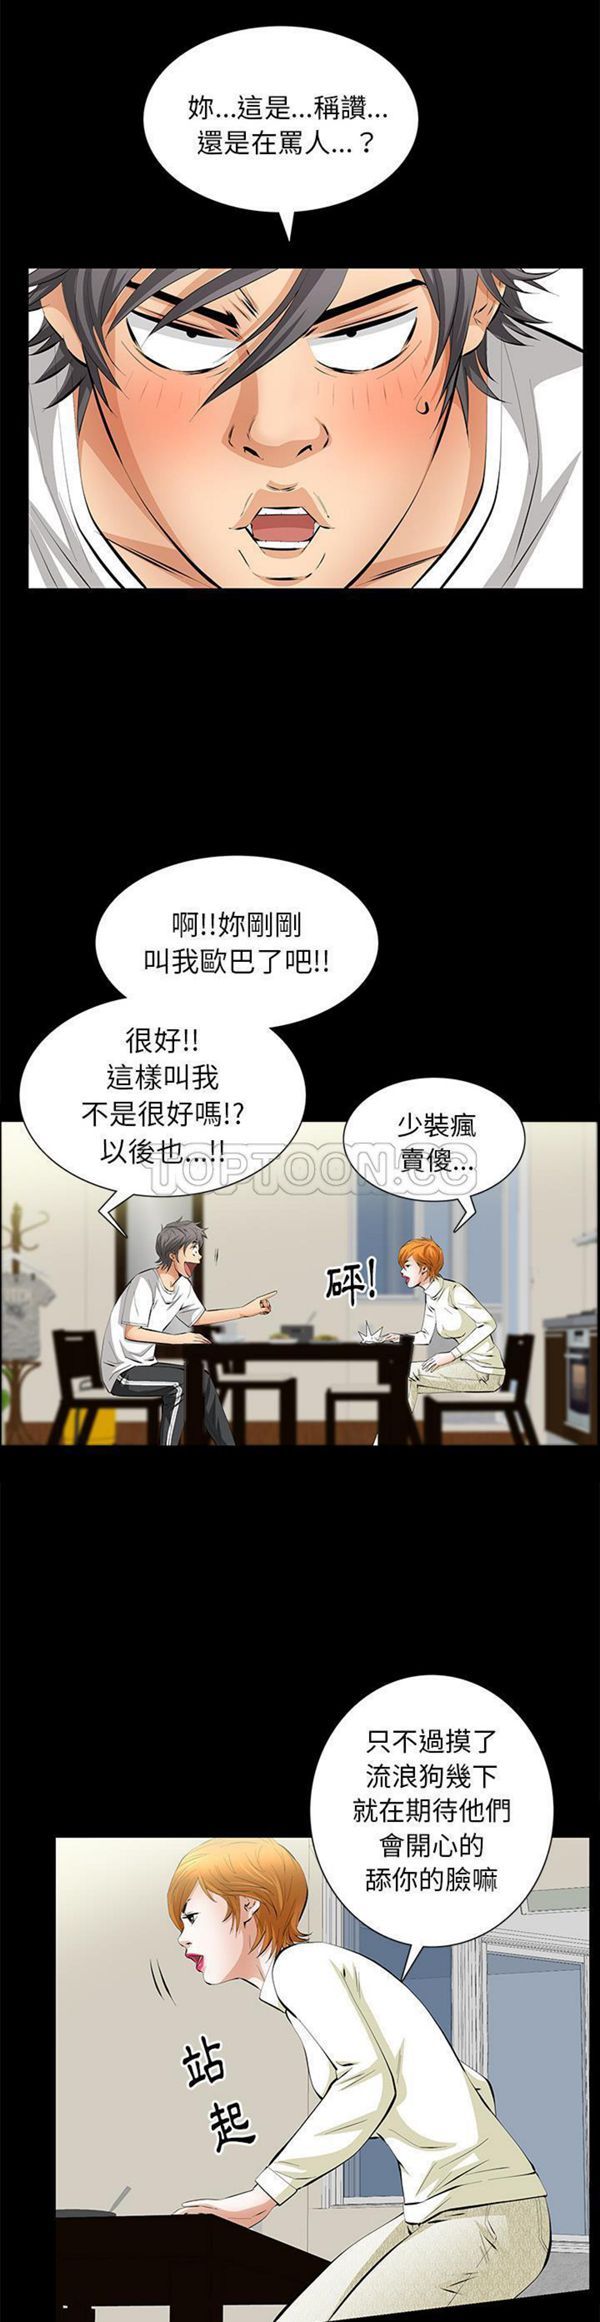 妳...這是...稱讚...
還是在罵人...?
啊!!妳剛剛
叫我歐巴了吧!!
很好!!
這樣叫我
不是很好嗎!?
以後也...!!
少裝瘋
賣傻...
TOPTOON.CC
砰!
只不過摸了
流浪狗幾下
就在期待他們
會開心的
舔你的臉嘛
站
起